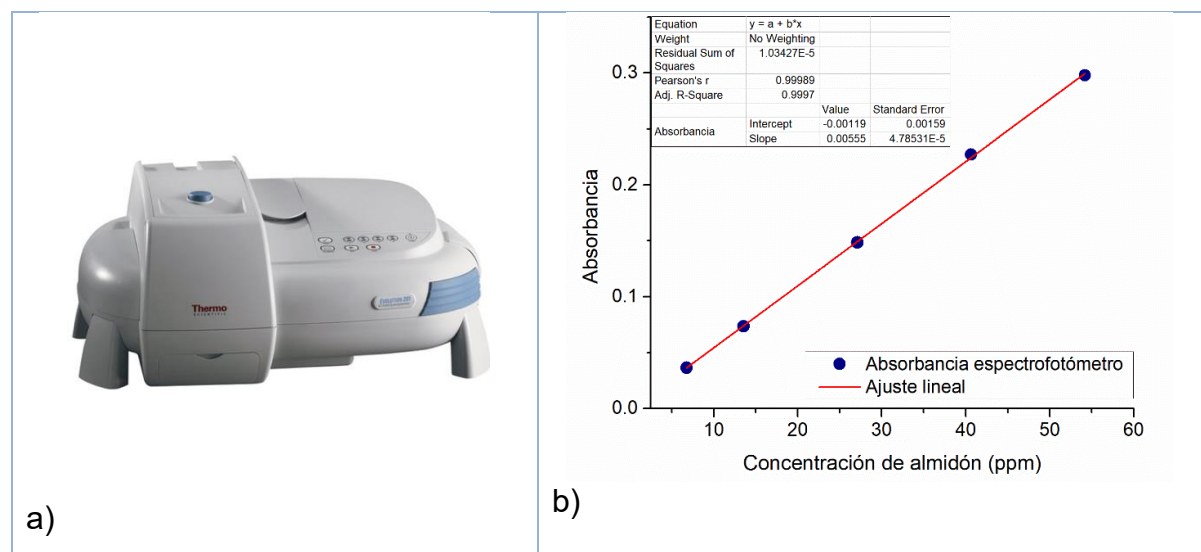 Thermo
SCIENTIFIC
a)
Equation y = a + b*x
Weight No Weighting
Residual Sum of Squares 1.03427E-5
Pearson's r 0.99989
Adj. R-Square 0.9997
Value Standard Error
Absorbancia Intercept -0.00119 0.00159
Slope 0.00555 4.78531E-5
Absorbancia
0.3
0.2
0.1
0.0
Absorbancia espectrofotómetro
Ajuste lineal
10 20 30 40 50 60
Concentración de almidón (ppm)
b)